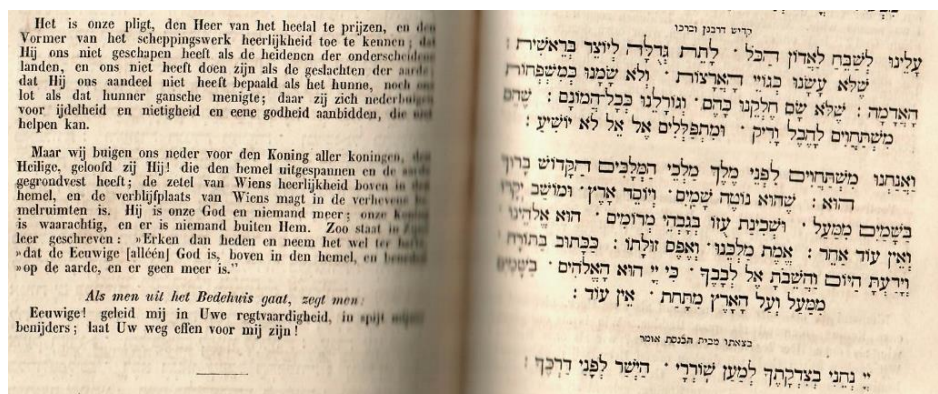 Het is onze pligt, den Heer van het heelal te prijzen, en den
Vormer van het scheppingswerk heerlijkheid toe te kennen; dat
Hij ons niet geschapen heeft als de heidenen der onderscheidene
landen, en ons niet heeft doen zijn als de geslachten der aarde;
dat Hij ons aandeel niet heeft bepaald als het hunne, noch ons
lot als dat hunner gansche menigte; daar zij zich nederbuigen
voor ijdelheid en nietigheid en eene godheid aanbidden, die niet
helpen kan.
Maar wij buigen ons neder voor den Koning aller koningen, den
Heilige, geloofd zij Hij! die den hemel uitgespannen en de aarde
gegrondvest heeft; de zetel van Wiens heerlijkheid boven in den
hemel, en de verblijfplaats van Wiens magt in de verhevene he-
melruimten is. Hij is onze God en niemand meer; onze Koning
is waarachtig, en er is niemand buiten Hem. Zoo staat in Zijne
leer geschreven: »Erken dan heden en neem het wel ter harte,
»dat de Eeuwige [alléén] God is, boven in den hemel, en beneden
»op de aarde, en er geen meer is."
Als men uit het Bedehuis gaat, zegt men:
Eeuwige! geleid mij in Uwe regtvaardigheid, in spijt mijner
benijders; laat Uw weg effen voor mij zijn!
קדיש דרבנן וברכו
עָלֵינוּ לְשַׁבֵּחַ לַאֲדוֹן הַכֹּל ׳ לָתֵת גְּדֻלָּה לְיוֹצֵר בְּרֵאשִׁית :
שֶׁלֹּא עָשָׂנוּ כְּגוֹיֵי הָאֲרָצוֹת ׳ וְלֹא שָׂמָנוּ כְּמִשְׁפְּחוֹת
הָאֲדָמָה : שֶׁלֹּא שָׂם חֶלְקֵנוּ כָּהֶם ׳ וְגוֹרָלֵנוּ כְּכָל־הֲמוֹנָם : שֶׁהֵם
מִשְׁתַּחֲוִים לְהֶבֶל וָרִיק ׳ וּמִתְפַּלְלִים אֶל אֵל לֹא יוֹשִׁיעַ :
וַאֲנַחְנוּ מִשְׁתַּחֲוִים לִפְנֵי מֶלֶךְ מַלְכֵי הַמְּלָכִים הַקָּדוֹשׁ בָּרוּךְ
הוּא : שֶׁהוּא נוֹטֶה שָׁמַיִם ׳ וְיוֹסֵד אָרֶץ ׳ וּמוֹשַׁב יְקָרוֹ
בַּשָּׁמַיִם מִמַּעַל ׳ וּשְׁכִינַת עֻזּוֹ בְּגָבְהֵי מְרוֹמִים ׳ הוּא אֱלֹהֵינוּ
וְאֵין עוֹד אַחֵר : אֱמֶת מַלְכֵּנוּ וְאֶפֶס זוּלָתוֹ : כַּכָּתוּב בְּתוֹרָתוֹ
וְיָדַעְתָּ הַיּוֹם וַהֲשֵׁבֹתָ אֶל לְבָבֶךָ ׳ כִּי יְיָ הוּא הָאֱלֹהִים ׳ בַּשָּׁמַיִם
מִמַּעַל וְעַל הָאָרֶץ מִתָּחַת ׳ אֵין עוֹד :
בצאתו מבית הכנסת אומר
יְיָ נְחֵנִי בְצִדְקָתֶךָ לְמַעַן שׁוֹרְרָי ׳ הַיְשַׁר לְפָנַי דַּרְכֶּךָ :